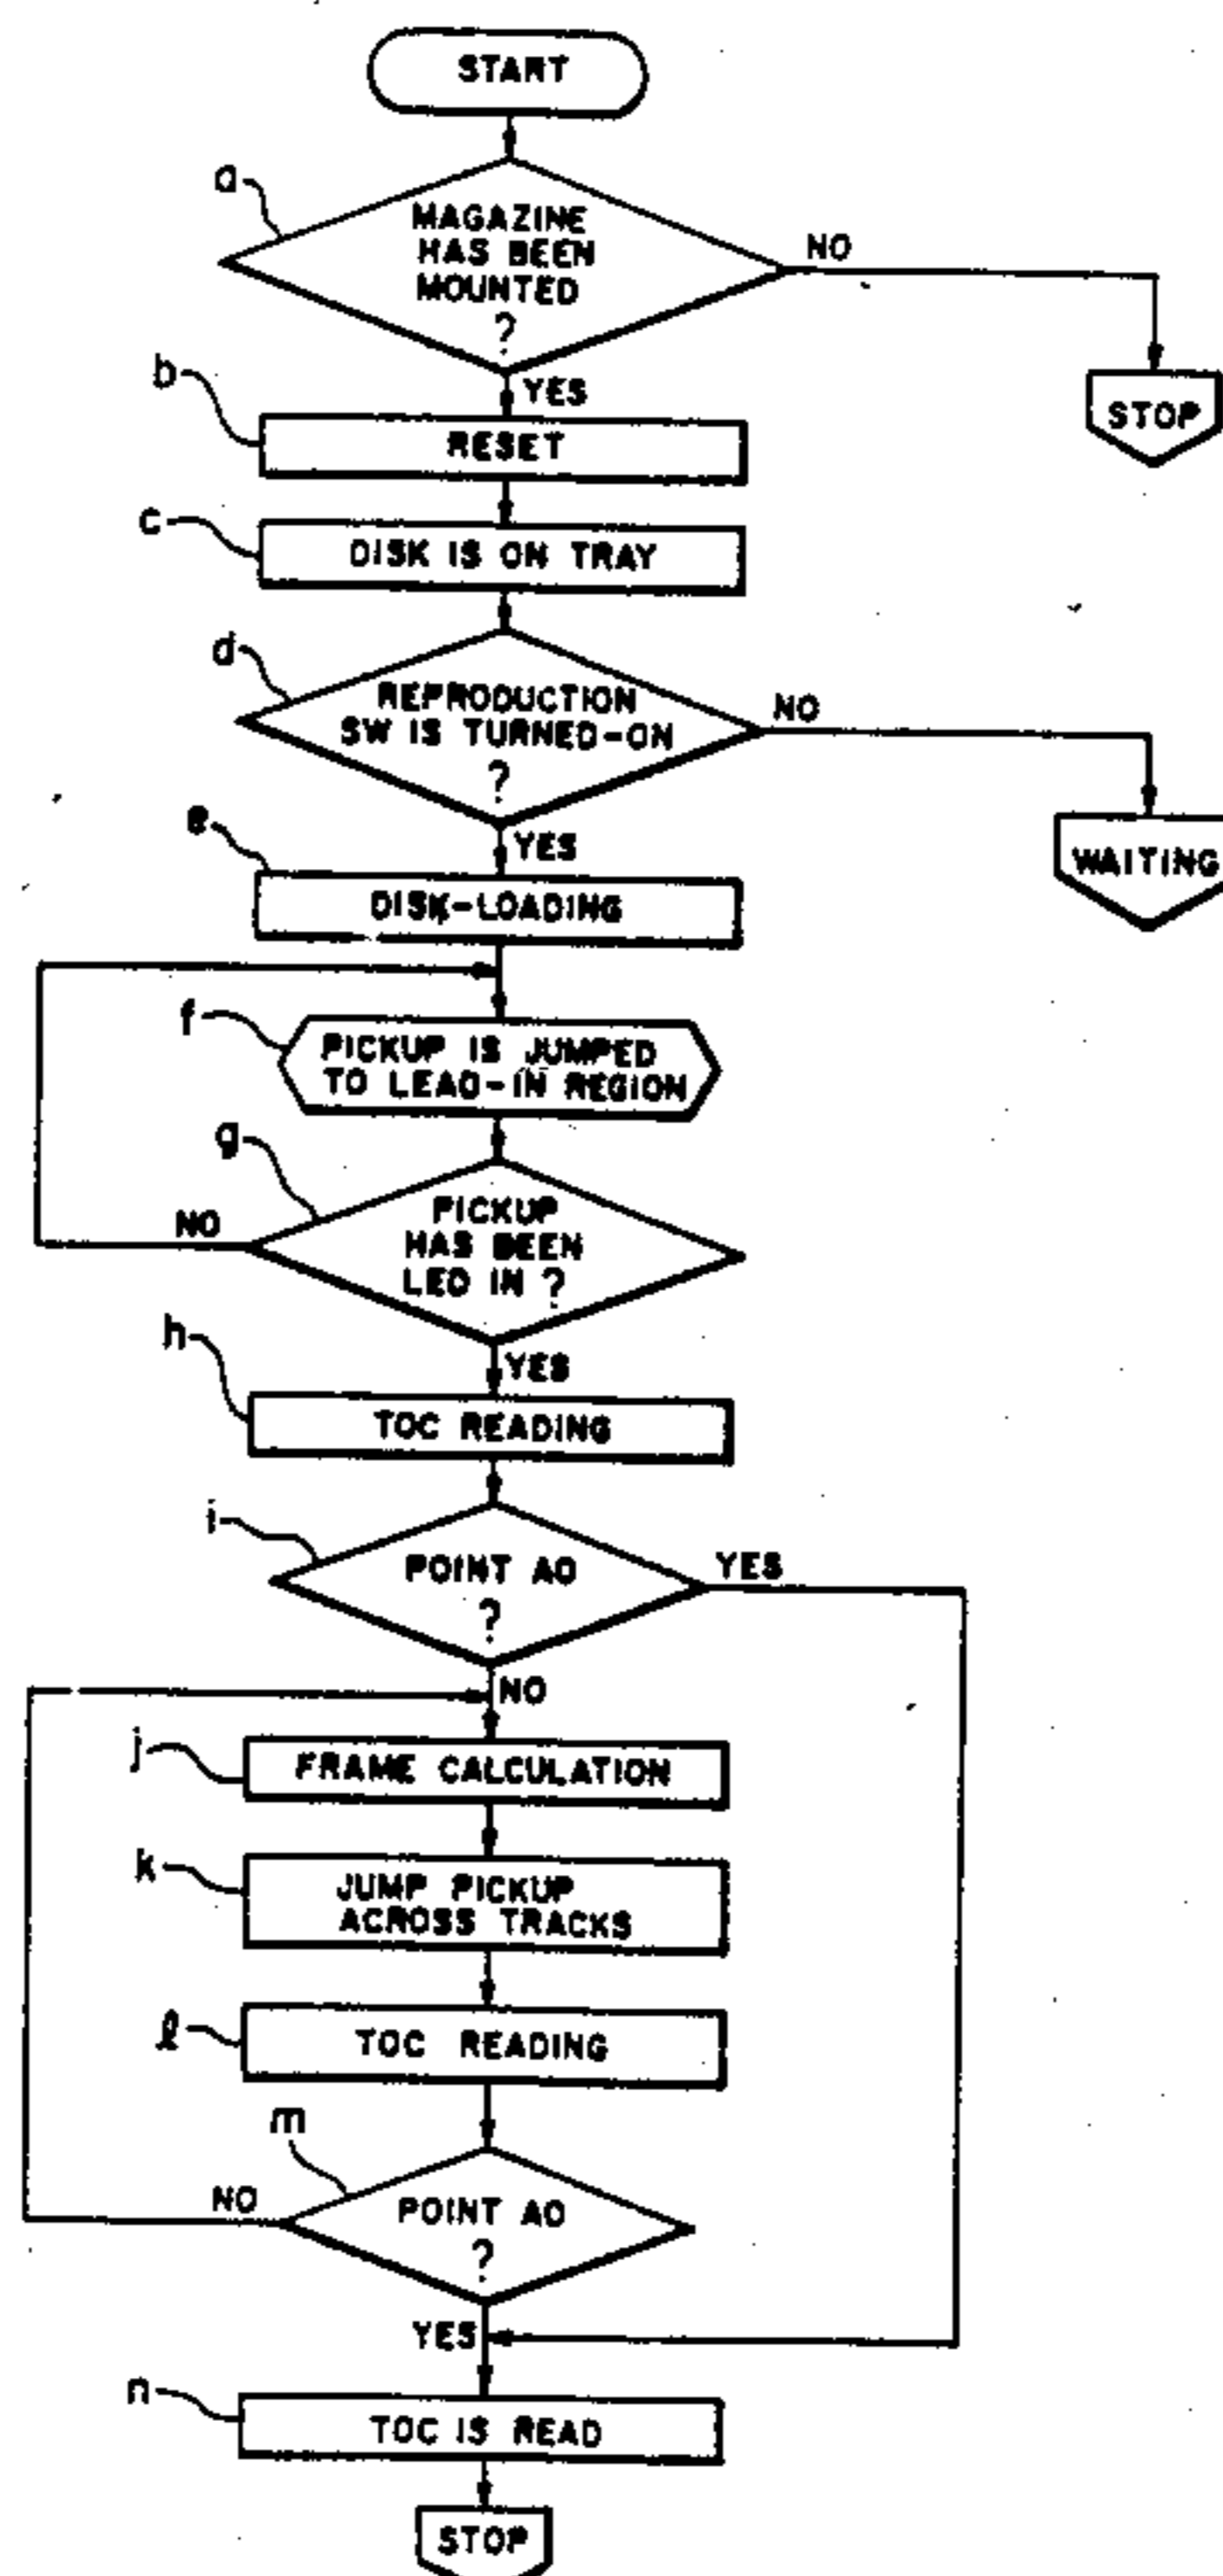 START
a
MAGAZINE
HAS BEEN
MOUNTED
?
NO
STOP
YES
b
RESET
c
DISK IS ON TRAY
d
REPRODUCTION
SW IS TURNED-ON
?
NO
WAITING
YES
e
DISK-LOADING
f
PICKUP IS JUMPED
TO LEAD-IN REGION
g
PICKUP
HAS BEEN
LED IN ?
NO
YES
h
TOC READING
i
POINT A0
?
YES
NO
j
FRAME CALCULATION
k
JUMP PICKUP
ACROSS TRACKS
ℓ
TOC READING
m
POINT A0
?
NO
YES
n
TOC IS READ
STOP